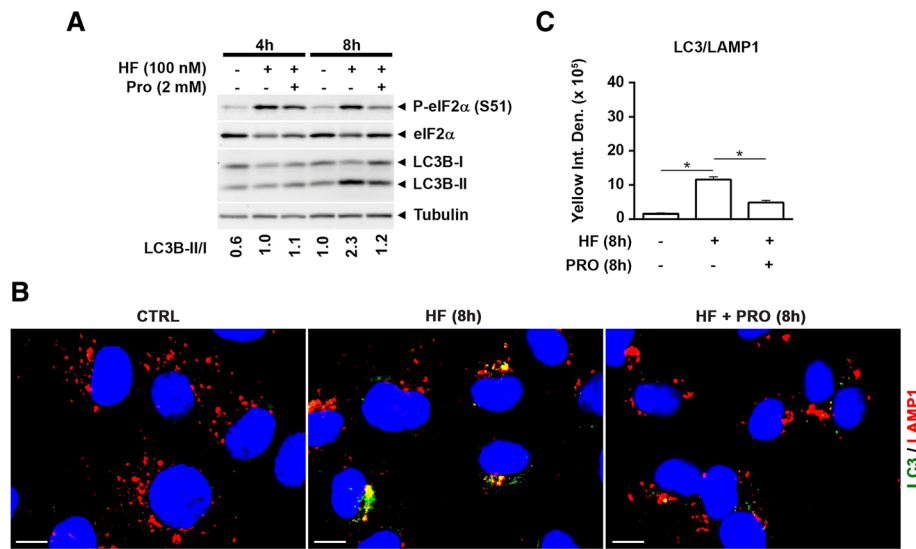 A
4h 8h
HF (100 nM) - + + - + +
Pro (2 mM) - - + - - +
P-eIF2α (S51)
eIF2α
LC3B-I
LC3B-II
Tubulin
LC3B-II/I 0.6 1.0 1.1 1.0 2.3 1.2
C
LC3/LAMP1
Yellow Int. Den. (x 10⁵)
40
30
20
10
0
* *
HF (8h) - + +
PRO (8h) - - +
B
CTRL HF (8h) HF + PRO (8h)
LC3 / LAMP1